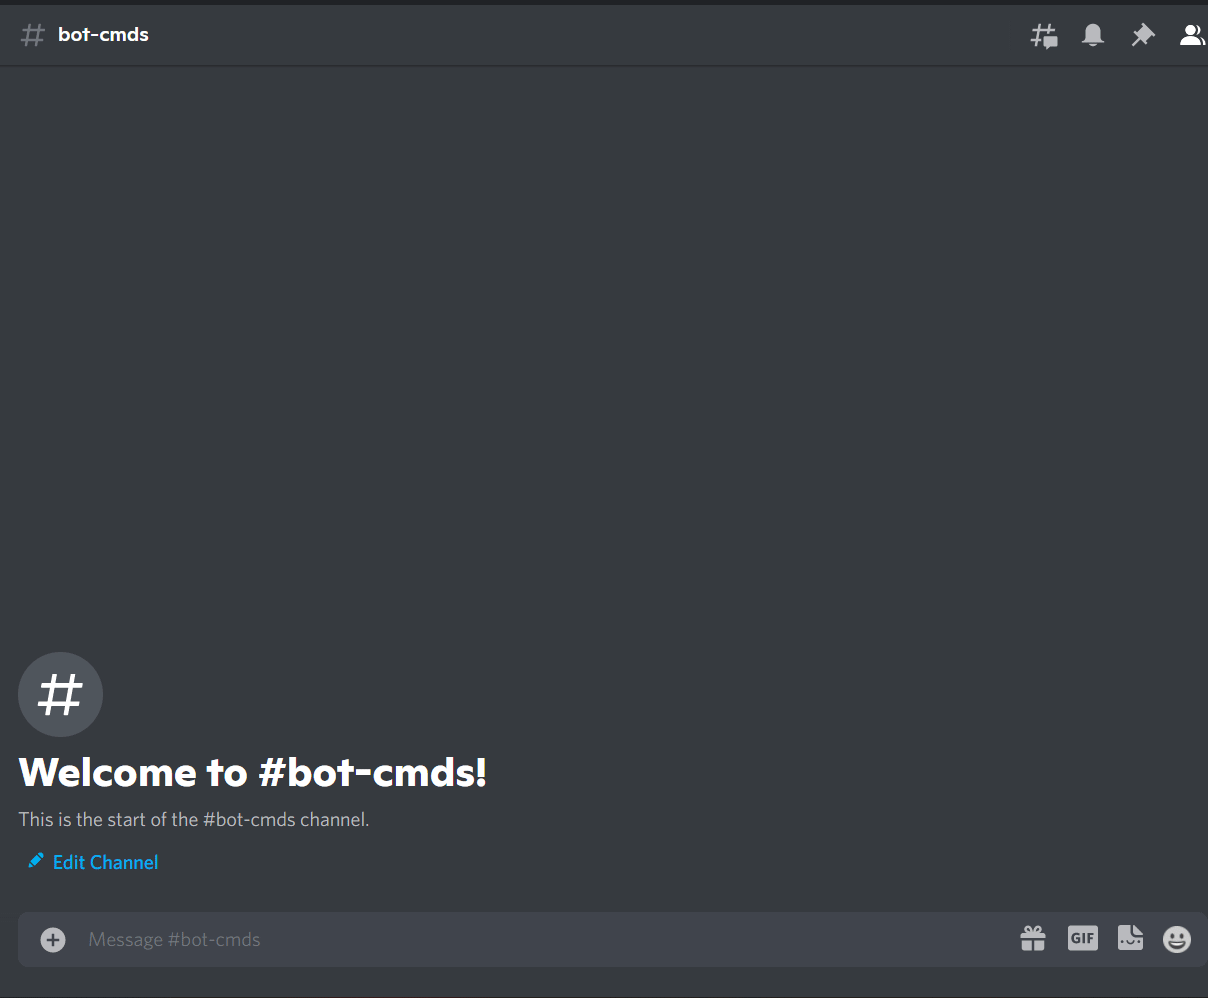 bot-cmds
Welcome to #bot-cmds!
This is the start of the #bot-cmds channel.
Edit Channel
Message #bot-cmds
GIF